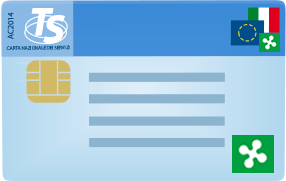 AC2014
TS
CARTA NAZIONALE DEI SERVIZI